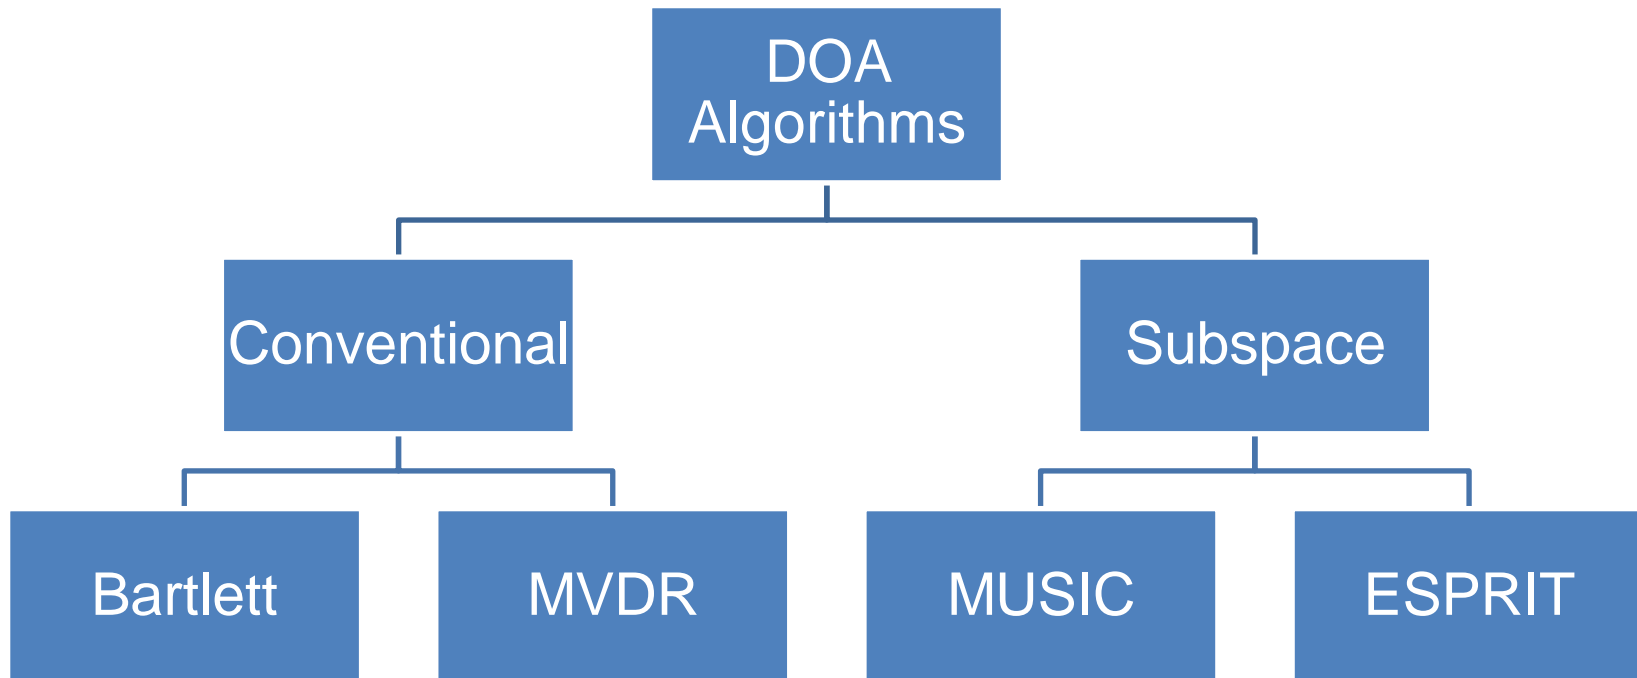 DOA
Algorithms
Conventional
Subspace
Bartlett
MVDR
MUSIC
ESPRIT